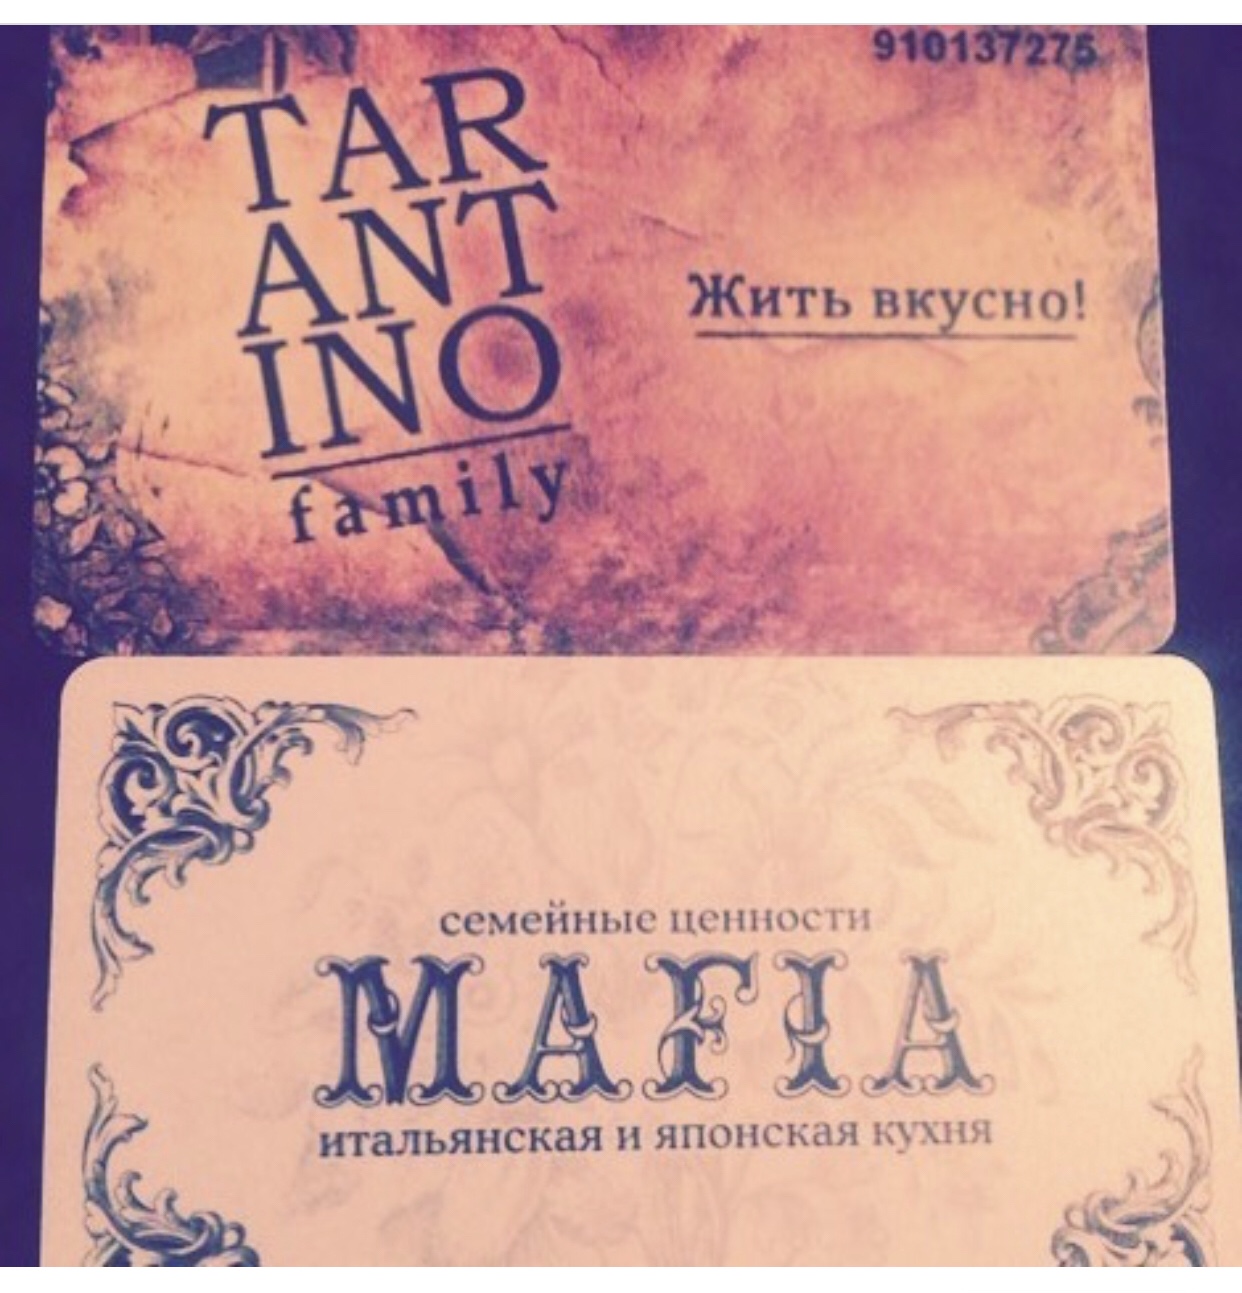 910137275
TAR
ANT
INO
family
Жить вкусно!
семейные ценности
MAFIA
итальянская и японская кухня